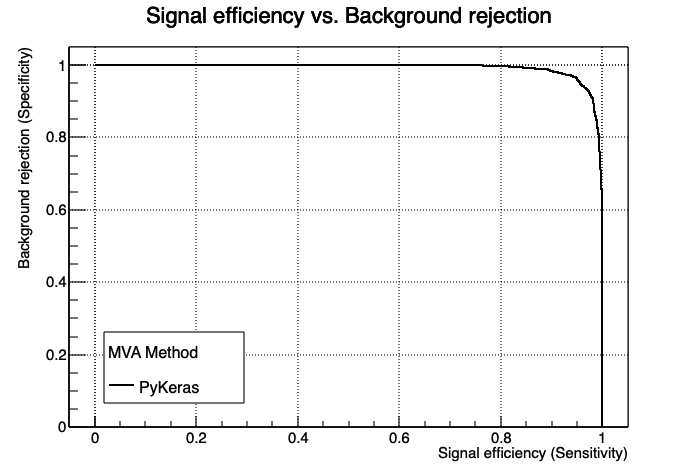 Signal efficiency vs. Background rejection
Background rejection (Specificity)
1
0.8
0.6
0.4
0.2
0
MVA Method
PyKeras
0 0.2 0.4 0.6 0.8 1
Signal efficiency (Sensitivity)